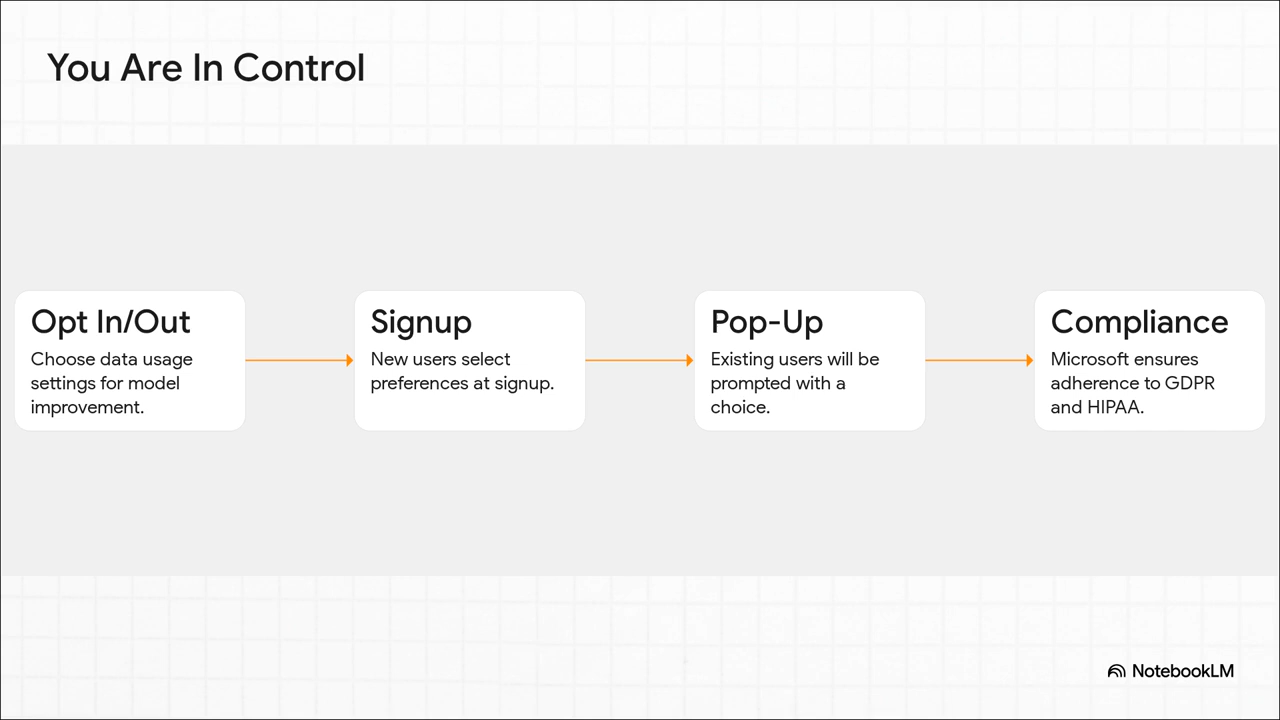 You Are In Control
Opt In/Out
Choose data usage
settings for model
improvement.
Signup
New users select
preferences at signup.
Pop-Up
Existing users will be
prompted with a
choice.
Compliance
Microsoft ensures
adherence to GDPR
and HIPAA.
NotebookLM